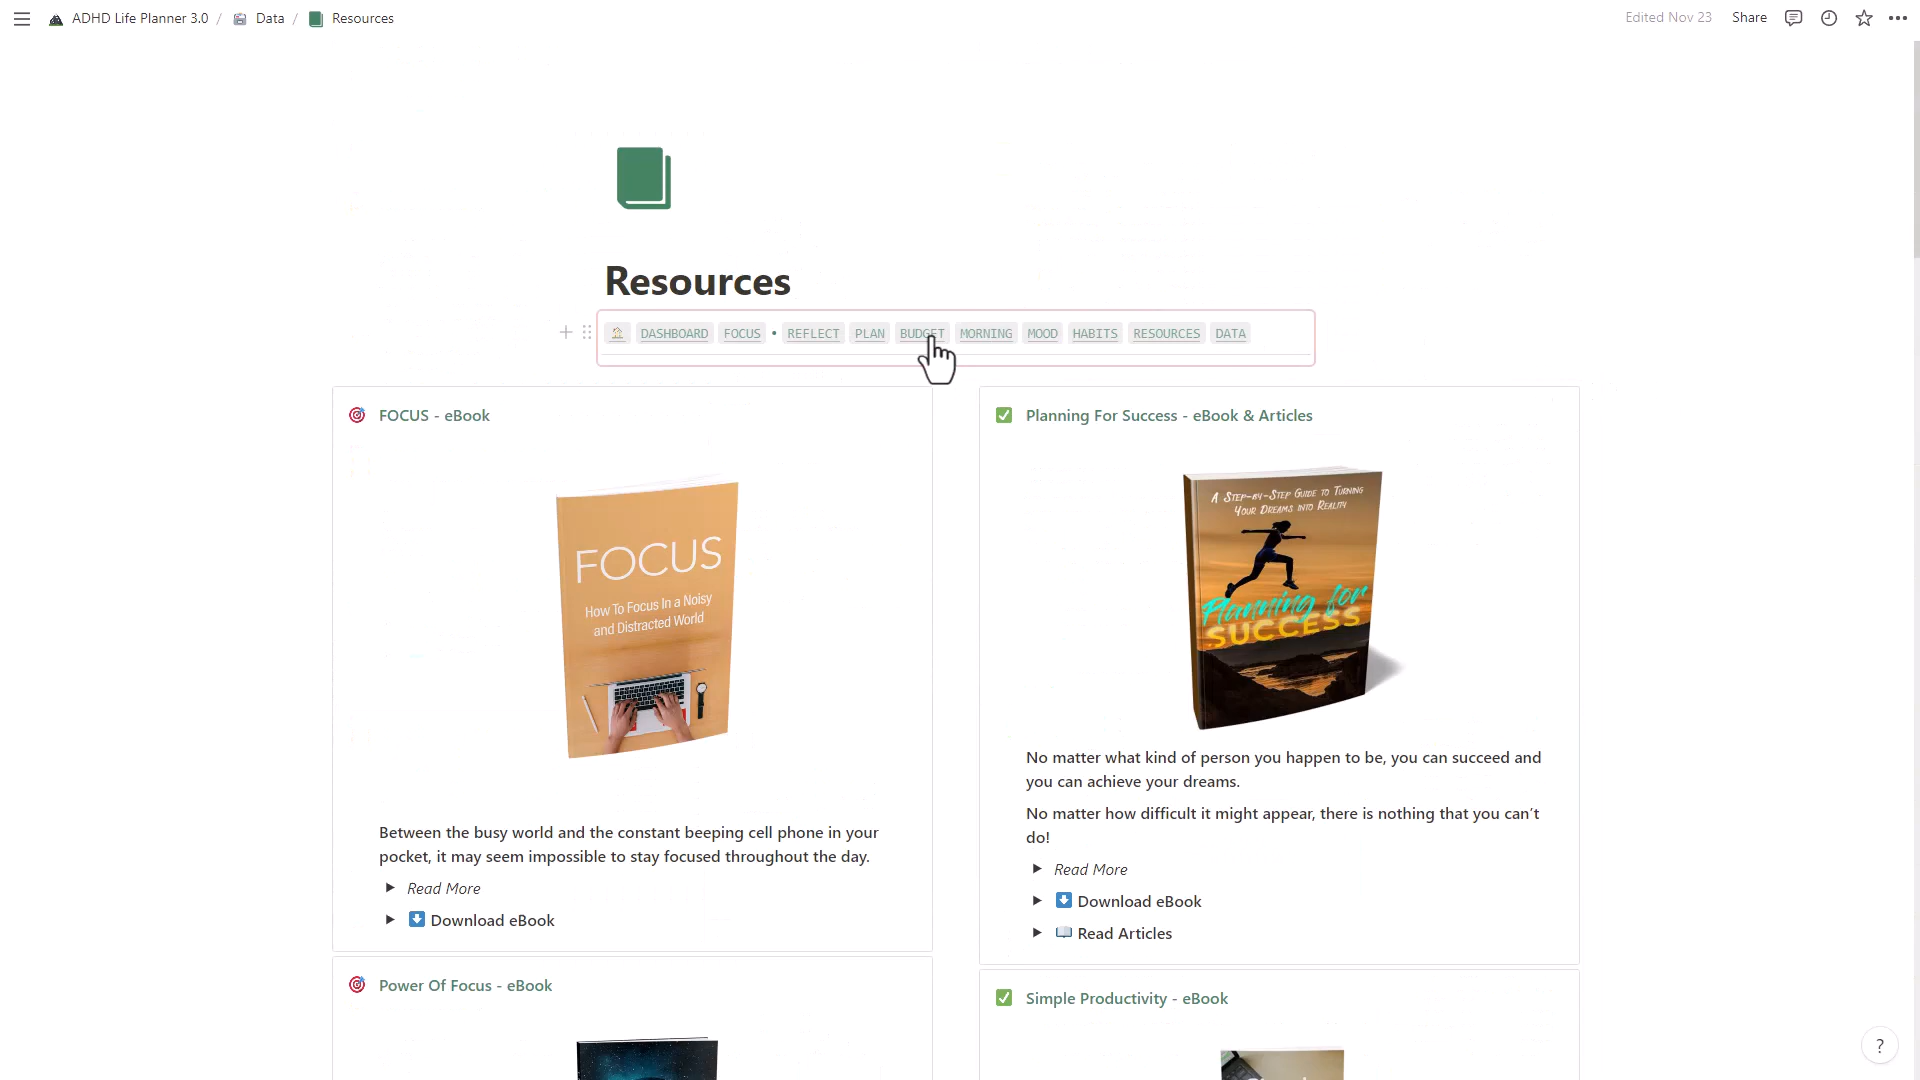 ADHD Life Planner 3.0 / Data / Resources
Edited Nov 23 Share
Resources
DASHBOARD FOCUS • REFLECT PLAN BUDGET MORNING MOOD HABITS RESOURCES DATA
FOCUS - eBook
FOCUS
How To Focus In a Noisy
and Distracted World
Between the busy world and the constant beeping cell phone in your
pocket, it may seem impossible to stay focused throughout the day.
Read More
Download eBook
Power Of Focus - eBook
Planning For Success - eBook & Articles
A Step-by-Step Guide to Turning
Your Dreams into Reality
Planning for
SUCCESS
No matter what kind of person you happen to be, you can succeed and
you can achieve your dreams.
No matter how difficult it might appear, there is nothing that you can’t
do!
Read More
Download eBook
Read Articles
Simple Productivity - eBook
?